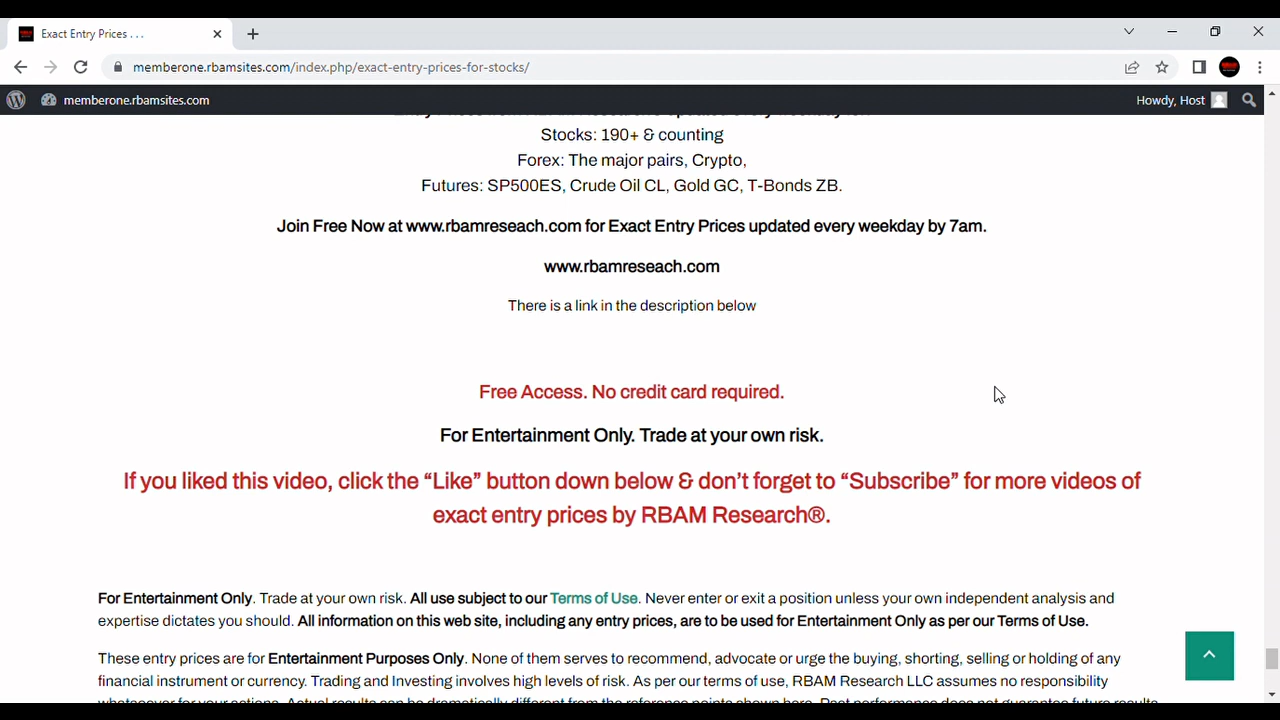 Exact Entry Prices . . .
memberone.rbamsites.com/index.php/exact-entry-prices-for-stocks/
memberone.rbamsites.com
Howdy, Host
Stocks: 190+ & counting
Forex: The major pairs, Crypto,
Futures: SP500ES, Crude Oil CL, Gold GC, T-Bonds ZB.
Join Free Now at www.rbamreseach.com for Exact Entry Prices updated every weekday by 7am.
www.rbamreseach.com
There is a link in the description below
Free Access. No credit card required.
For Entertainment Only. Trade at your own risk.
If you liked this video, click the “Like” button down below & don’t forget to “Subscribe” for more videos of
exact entry prices by RBAM Research®.
For Entertainment Only. Trade at your own risk. All use subject to our Terms of Use. Never enter or exit a position unless your own independent analysis and
expertise dictates you should. All information on this web site, including any entry prices, are to be used for Entertainment Only as per our Terms of Use.
These entry prices are for Entertainment Purposes Only. None of them serves to recommend, advocate or urge the buying, shorting, selling or holding of any
financial instrument or currency. Trading and Investing involves high levels of risk. As per our terms of use, RBAM Research LLC assumes no responsibility